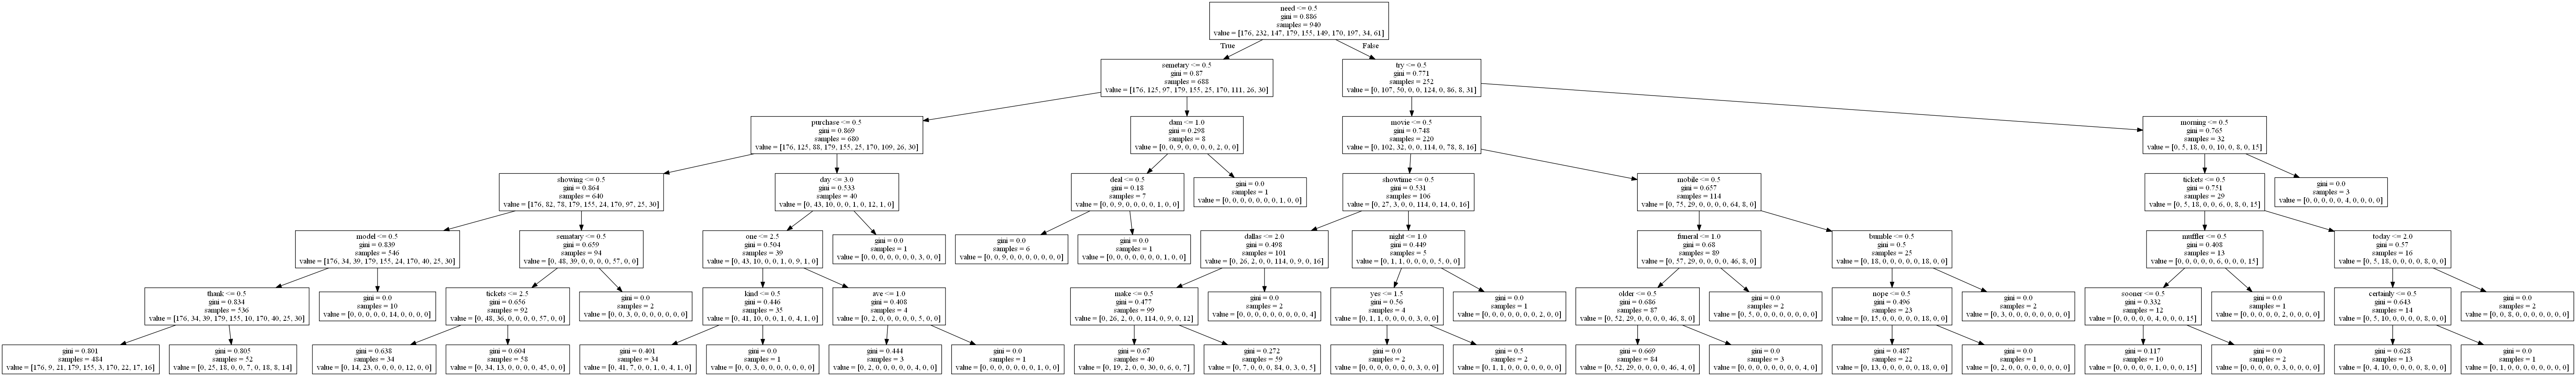 need <= 0.5
gini = 0.886
samples = 940
value = [176, 232, 147, 179, 155, 149, 170, 197, 34, 61]
True
False
semetary <= 0.5
gini = 0.87
samples = 688
value = [176, 125, 97, 179, 155, 25, 170, 111, 26, 30]
try <= 0.5
gini = 0.771
samples = 252
value = [0, 107, 50, 0, 0, 124, 0, 86, 8, 31]
purchase <= 0.5
gini = 0.869
samples = 680
value = [176, 125, 88, 179, 155, 25, 170, 109, 26, 30]
dam <= 1.0
gini = 0.298
samples = 8
value = [0, 0, 9, 0, 0, 0, 0, 2, 0, 0]
movie <= 0.5
gini = 0.748
samples = 220
value = [0, 102, 32, 0, 0, 114, 0, 78, 8, 16]
morning <= 0.5
gini = 0.765
samples = 32
value = [0, 5, 18, 0, 0, 10, 0, 8, 0, 15]
showing <= 0.5
gini = 0.864
samples = 640
value = [176, 82, 78, 179, 155, 24, 170, 97, 25, 30]
day <= 3.0
gini = 0.533
samples = 40
value = [0, 43, 10, 0, 0, 1, 0, 12, 1, 0]
deal <= 0.5
gini = 0.18
samples = 7
value = [0, 0, 9, 0, 0, 0, 0, 1, 0, 0]
gini = 0.0
samples = 1
value = [0, 0, 0, 0, 0, 0, 0, 1, 0, 0]
showtime <= 0.5
gini = 0.531
samples = 106
value = [0, 27, 3, 0, 0, 114, 0, 14, 0, 16]
mobile <= 0.5
gini = 0.657
samples = 114
value = [0, 75, 29, 0, 0, 0, 0, 64, 8, 0]
tickets <= 0.5
gini = 0.751
samples = 29
value = [0, 5, 18, 0, 0, 6, 0, 8, 0, 15]
gini = 0.0
samples = 3
value = [0, 0, 0, 0, 0, 4, 0, 0, 0, 0]
model <= 0.5
gini = 0.839
samples = 546
value = [176, 34, 39, 179, 155, 24, 170, 40, 25, 30]
sematary <= 0.5
gini = 0.659
samples = 94
value = [0, 48, 39, 0, 0, 0, 0, 57, 0, 0]
one <= 2.5
gini = 0.504
samples = 39
value = [0, 43, 10, 0, 0, 1, 0, 9, 1, 0]
gini = 0.0
samples = 1
value = [0, 0, 0, 0, 0, 0, 0, 3, 0, 0]
gini = 0.0
samples = 6
value = [0, 0, 9, 0, 0, 0, 0, 0, 0, 0]
gini = 0.0
samples = 1
value = [0, 0, 0, 0, 0, 0, 0, 1, 0, 0]
dallas <= 2.0
gini = 0.498
samples = 101
value = [0, 26, 2, 0, 0, 114, 0, 9, 0, 16]
night <= 1.0
gini = 0.449
samples = 5
value = [0, 1, 1, 0, 0, 0, 0, 5, 0, 0]
funeral <= 1.0
gini = 0.68
samples = 89
value = [0, 57, 29, 0, 0, 0, 0, 46, 8, 0]
bumble <= 0.5
gini = 0.5
samples = 25
value = [0, 18, 0, 0, 0, 0, 0, 18, 0, 0]
muffler <= 0.5
gini = 0.408
samples = 13
value = [0, 0, 0, 0, 0, 6, 0, 0, 0, 15]
today <= 2.0
gini = 0.57
samples = 16
value = [0, 5, 18, 0, 0, 0, 0, 8, 0, 0]
thank <= 0.5
gini = 0.834
samples = 536
value = [176, 34, 39, 179, 155, 10, 170, 40, 25, 30]
gini = 0.0
samples = 10
value = [0, 0, 0, 0, 0, 14, 0, 0, 0, 0]
tickets <= 2.5
gini = 0.656
samples = 92
value = [0, 48, 36, 0, 0, 0, 0, 57, 0, 0]
gini = 0.0
samples = 2
value = [0, 0, 3, 0, 0, 0, 0, 0, 0, 0]
kind <= 0.5
gini = 0.446
samples = 35
value = [0, 41, 10, 0, 0, 1, 0, 4, 1, 0]
ave <= 1.0
gini = 0.408
samples = 4
value = [0, 2, 0, 0, 0, 0, 0, 5, 0, 0]
make <= 0.5
gini = 0.477
samples = 99
value = [0, 26, 2, 0, 0, 114, 0, 9, 0, 12]
gini = 0.0
samples = 2
value = [0, 0, 0, 0, 0, 0, 0, 0, 0, 4]
yes <= 1.5
gini = 0.56
samples = 4
value = [0, 1, 1, 0, 0, 0, 0, 3, 0, 0]
gini = 0.0
samples = 1
value = [0, 0, 0, 0, 0, 0, 0, 2, 0, 0]
older <= 0.5
gini = 0.686
samples = 87
value = [0, 52, 29, 0, 0, 0, 0, 46, 8, 0]
gini = 0.0
samples = 2
value = [0, 5, 0, 0, 0, 0, 0, 0, 0, 0]
nope <= 0.5
gini = 0.496
samples = 23
value = [0, 15, 0, 0, 0, 0, 0, 18, 0, 0]
gini = 0.0
samples = 2
value = [0, 3, 0, 0, 0, 0, 0, 0, 0, 0]
sooner <= 0.5
gini = 0.332
samples = 12
value = [0, 0, 0, 0, 0, 4, 0, 0, 0, 15]
gini = 0.0
samples = 1
value = [0, 0, 0, 0, 0, 2, 0, 0, 0, 0]
certainly <= 0.5
gini = 0.643
samples = 14
value = [0, 5, 10, 0, 0, 0, 0, 8, 0, 0]
gini = 0.0
samples = 2
value = [0, 0, 8, 0, 0, 0, 0, 0, 0, 0]
gini = 0.801
samples = 484
value = [176, 9, 21, 179, 155, 3, 170, 22, 17, 16]
gini = 0.805
samples = 52
value = [0, 25, 18, 0, 0, 7, 0, 18, 8, 14]
gini = 0.638
samples = 34
value = [0, 14, 23, 0, 0, 0, 0, 12, 0, 0]
gini = 0.604
samples = 58
value = [0, 34, 13, 0, 0, 0, 0, 45, 0, 0]
gini = 0.401
samples = 34
value = [0, 41, 7, 0, 0, 1, 0, 4, 1, 0]
gini = 0.0
samples = 1
value = [0, 0, 3, 0, 0, 0, 0, 0, 0, 0]
gini = 0.444
samples = 3
value = [0, 2, 0, 0, 0, 0, 0, 4, 0, 0]
gini = 0.0
samples = 1
value = [0, 0, 0, 0, 0, 0, 0, 1, 0, 0]
gini = 0.67
samples = 40
value = [0, 19, 2, 0, 0, 30, 0, 6, 0, 7]
gini = 0.272
samples = 59
value = [0, 7, 0, 0, 0, 84, 0, 3, 0, 5]
gini = 0.0
samples = 2
value = [0, 0, 0, 0, 0, 0, 0, 3, 0, 0]
gini = 0.5
samples = 2
value = [0, 1, 1, 0, 0, 0, 0, 0, 0, 0]
gini = 0.669
samples = 84
value = [0, 52, 29, 0, 0, 0, 0, 46, 4, 0]
gini = 0.0
samples = 3
value = [0, 0, 0, 0, 0, 0, 0, 0, 4, 0]
gini = 0.487
samples = 22
value = [0, 13, 0, 0, 0, 0, 0, 18, 0, 0]
gini = 0.0
samples = 1
value = [0, 2, 0, 0, 0, 0, 0, 0, 0, 0]
gini = 0.117
samples = 10
value = [0, 0, 0, 0, 0, 1, 0, 0, 0, 15]
gini = 0.0
samples = 2
value = [0, 0, 0, 0, 0, 3, 0, 0, 0, 0]
gini = 0.628
samples = 13
value = [0, 4, 10, 0, 0, 0, 0, 8, 0, 0]
gini = 0.0
samples = 1
value = [0, 1, 0, 0, 0, 0, 0, 0, 0, 0]